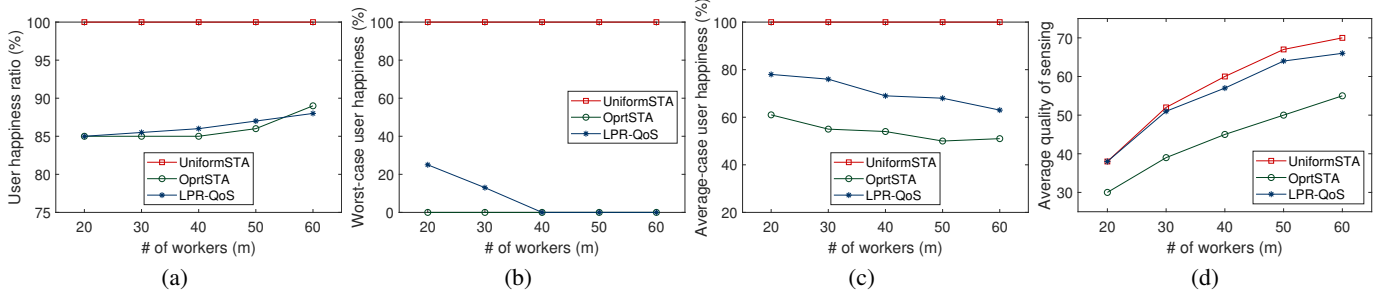 User happiness ratio (%)
100
95
90
85
80
75
UniformSTA
OprtSTA
LPR-QoS
20 30 40 50 60
# of workers (m)
(a)
Worst-case user happiness (%)
100
80
60
40
20
0
UniformSTA
OprtSTA
LPR-QoS
20 30 40 50 60
# of workers (m)
(b)
Average-case user happiness (%)
100
80
60
40
20
UniformSTA
OprtSTA
LPR-QoS
20 30 40 50 60
# of workers (m)
(c)
Average quality of sensing
70
60
50
40
30
UniformSTA
OprtSTA
LPR-QoS
20 30 40 50 60
# of workers (m)
(d)